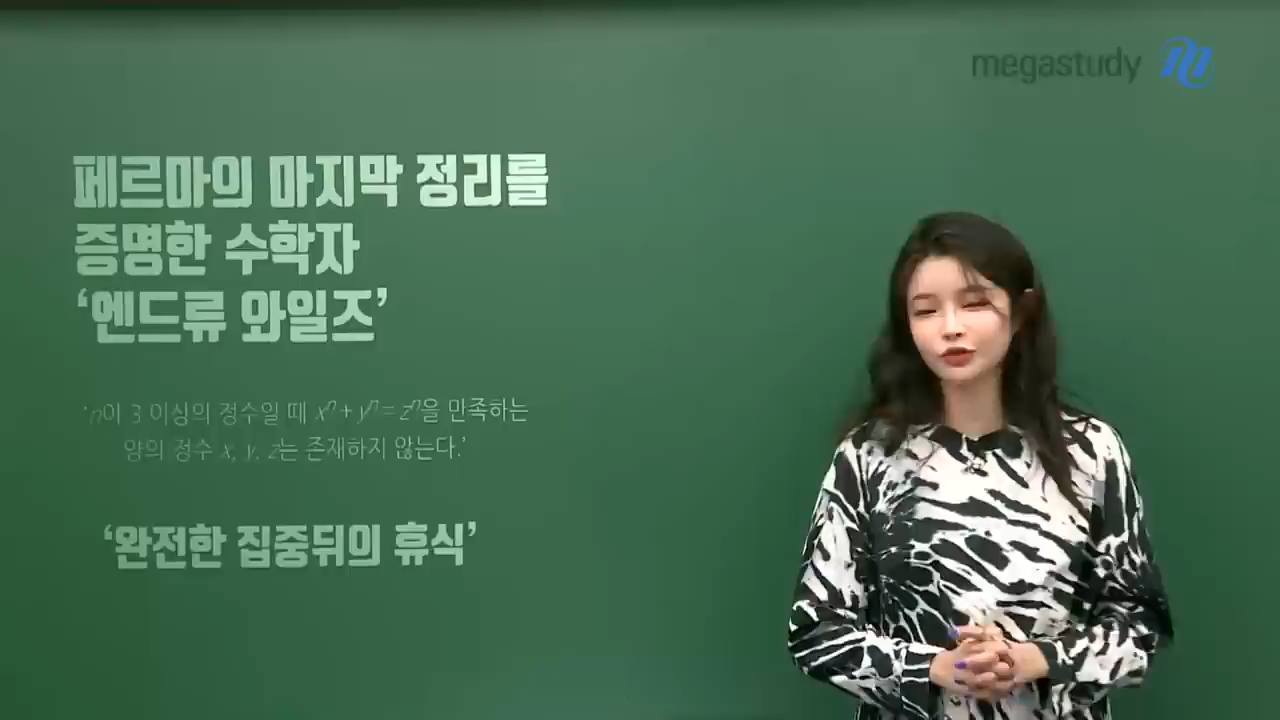 megastudy
페르마의 마지막 정리를
증명한 수학자
‘엔드류 와일즈’
‘n이 3 이상의 정수일 때 xⁿ + yⁿ = zⁿ을 만족하는
양의 정수 x, y, z는 존재하지 않는다.’
‘완전한 집중뒤의 휴식’